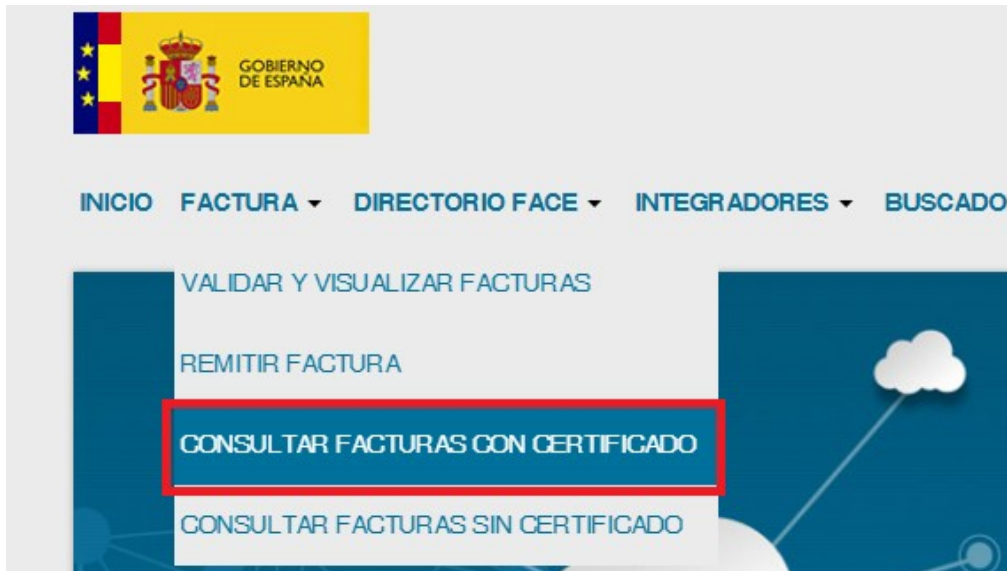 GOBIERNO
DE ESPAÑA
INICIO FACTURA DIRECTORIO FACE INTEGRADORES BUSCADO
VALIDAR Y VISUALIZAR FACTURAS
REMITIR FACTURA
CONSULTAR FACTURAS CON CERTIFICADO
CONSULTAR FACTURAS SIN CERTIFICADO